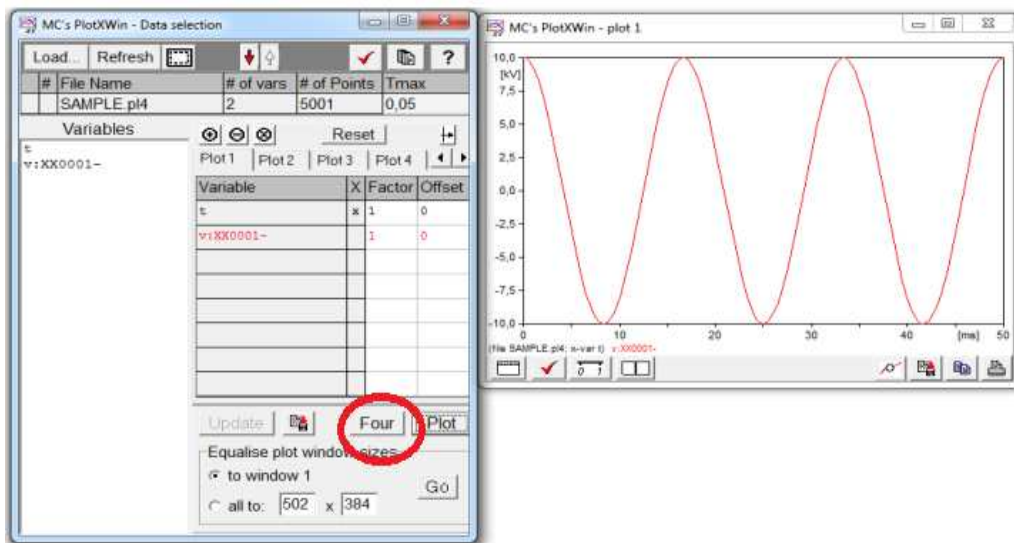 MC's PlotXWin - Data selection
Load... Refresh ?
# File Name # of vars # of Points Tmax
SAMPLE.pl4 2 5001 0,05
Variables
t
v:XX0001-
Reset
Plot 1 Plot 2 Plot 3 Plot 4
Variable X Factor Offset
t x 1 0
v:XX0001- 1 0
Update Four Plot
Equalise plot window sizes
to window 1
all to: 502 x 384
Go
MC's PlotXWin - plot 1
10,0
[kV]
7,5
5,0
2,5
0,0
-2,5
-5,0
-7,5
-10,0
0 10 20 30 40 [ms] 50
(file SAMPLE.pl4; x-var t) v:XX0001-
0 1